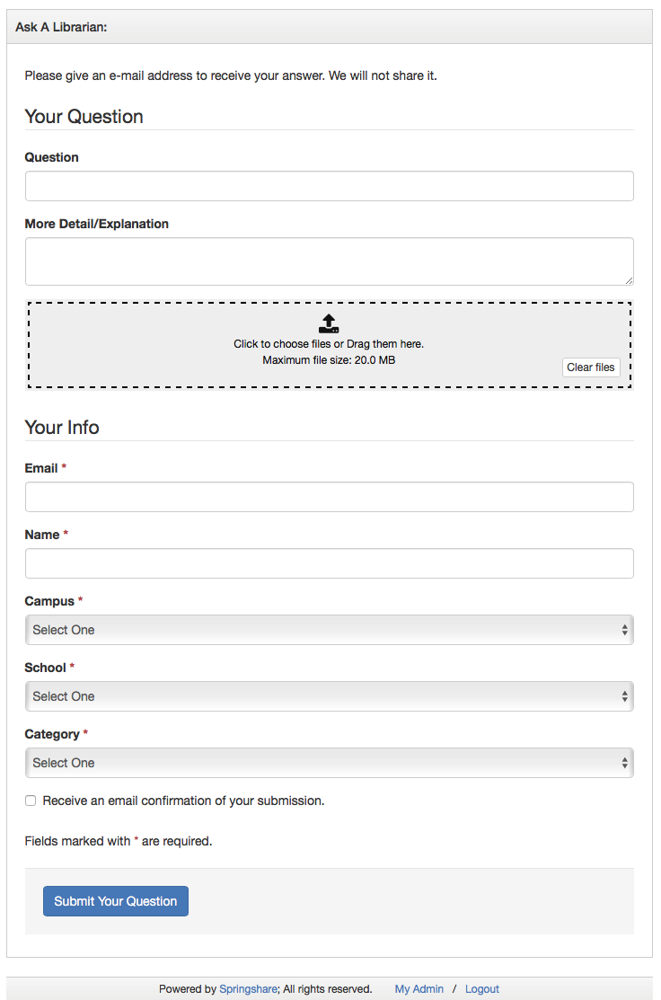 Ask A Librarian:
Please give an e-mail address to receive your answer. We will not share it.
Your Question
Question
More Detail/Explanation
Click to choose files or Drag them here.
Maximum file size: 20.0 MB
Clear files
Your Info
Email *
Name *
Campus *
Select One
School *
Select One
Category *
Select One
Receive an email confirmation of your submission.
Fields marked with * are required.
Submit Your Question
Powered by Springshare; All rights reserved. My Admin / Logout